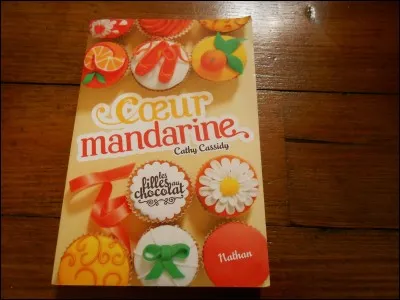 Cœur
mandarine
Cathy Cassidy
les
filles au
chocolat
Nathan